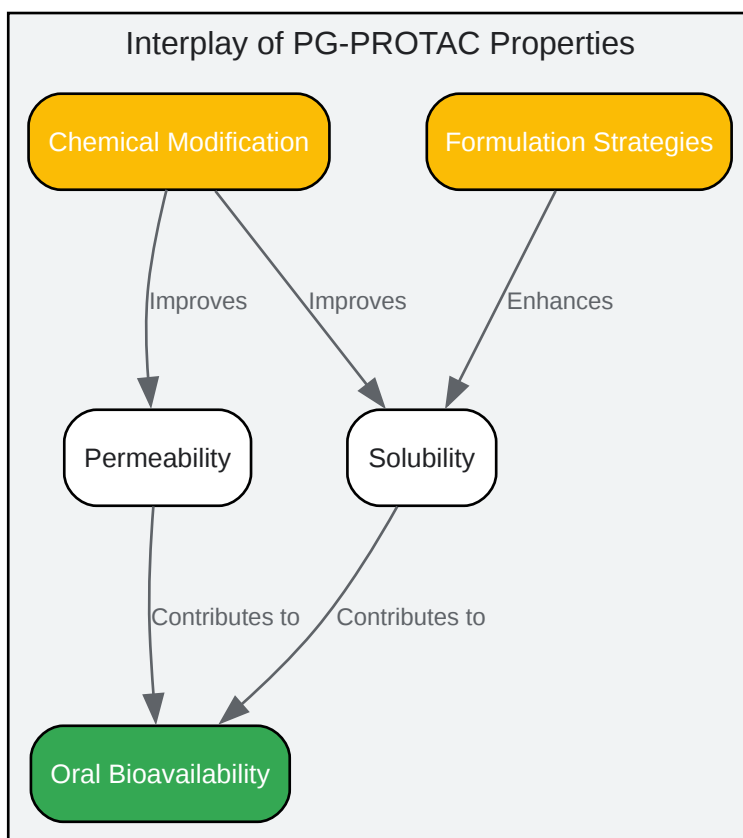 Interplay of PG-PROTAC Properties
Chemical Modification
Formulation Strategies
Improves
Improves
Enhances
Permeability
Solubility
Contributes to
Contributes to
Oral Bioavailability